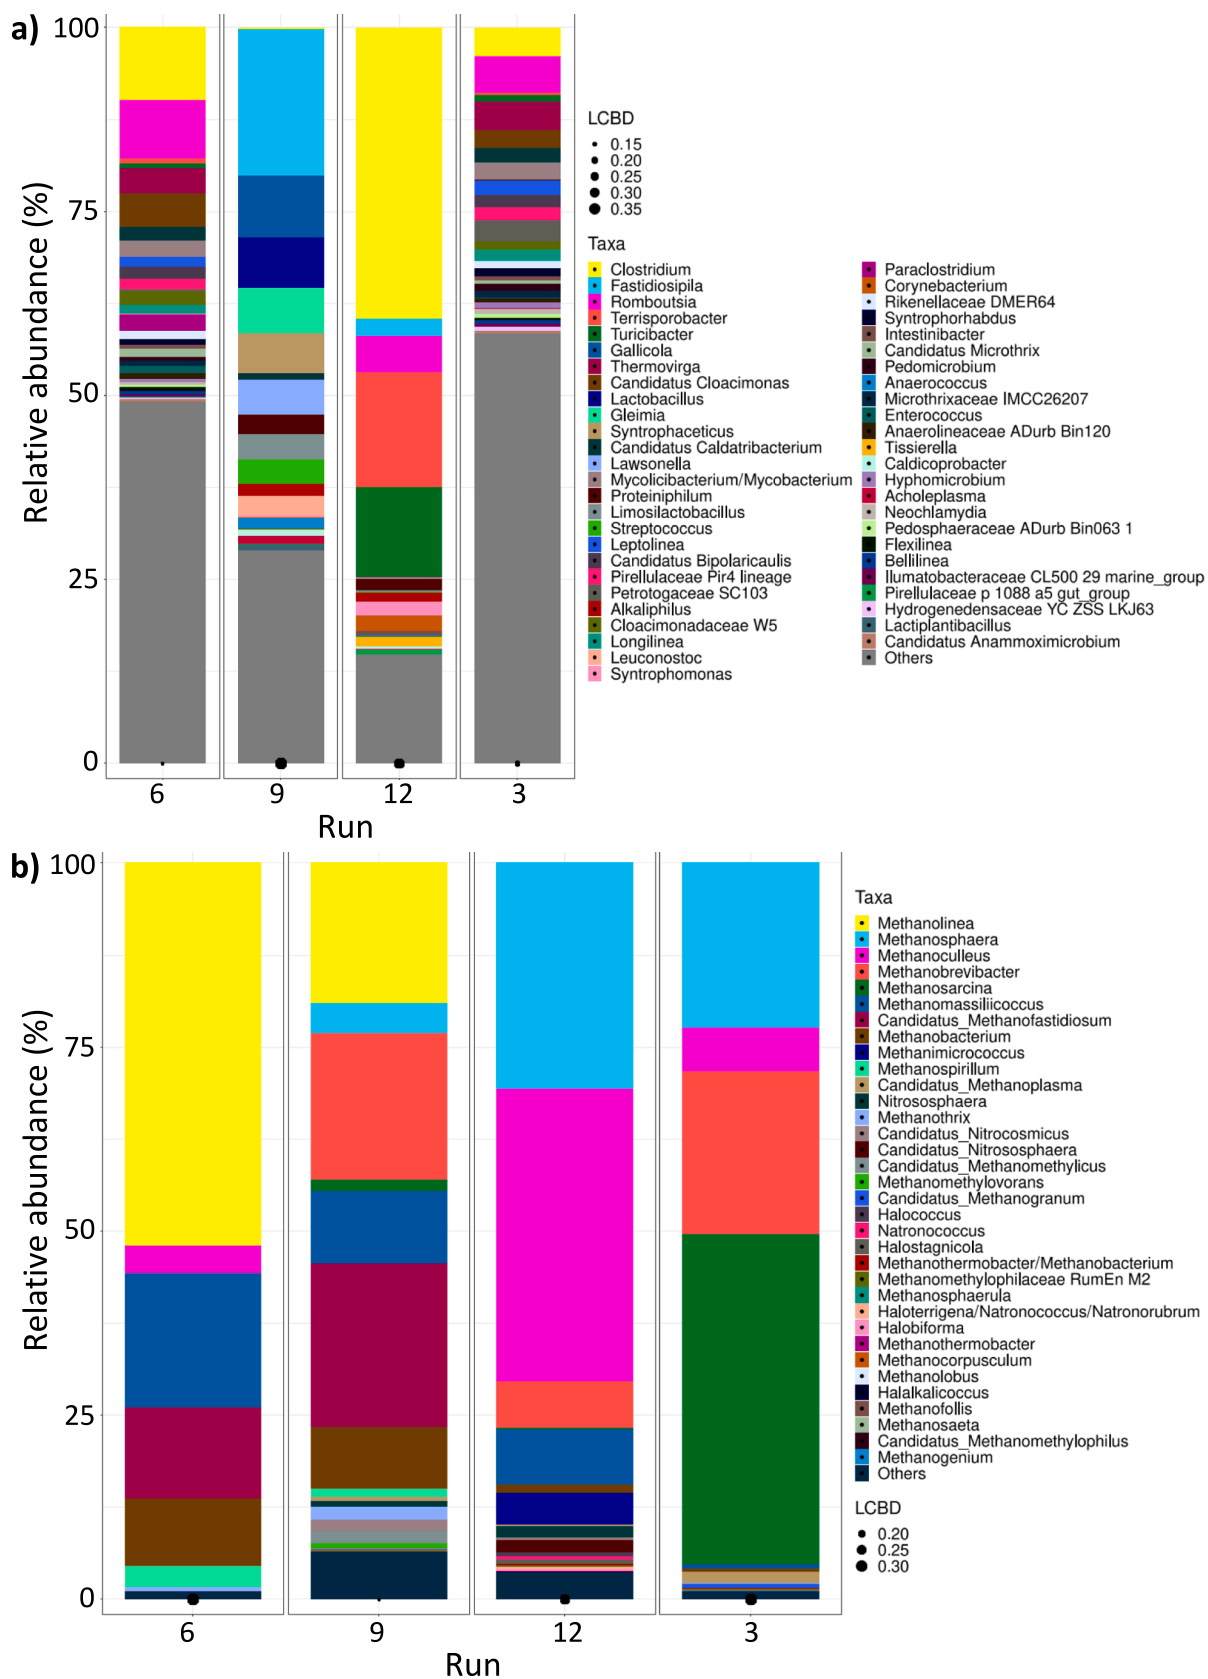 a)
100
75
50
25
0
Relative abundance (%)
6
9
12
3
Run
LCBD
0.15
0.20
0.25
0.30
0.35
Taxa
Clostridium
Fastidiosipila
Romboutsia
Terrisporobacter
Turicibacter
Gallicola
Thermovirga
Candidatus Cloacimonas
Lactobacillus
Gleimia
Syntrophaceticus
Candidatus Caldatribacterium
Lawsonella
Mycolicibacterium/Mycobacterium
Proteiniphilum
Limosilactobacillus
Streptococcus
Leptolinea
Candidatus Bipolaricaulis
Pirellulaceae Pir4 lineage
Petrotogaceae SC103
Alkaliphilus
Cloacimonadaceae W5
Longilinea
Leuconostoc
Syntrophomonas
Paraclostridium
Corynebacterium
Rikenellaceae DMER64
Syntrophorhabdus
Intestinibacter
Candidatus Microthrix
Pedomicrobium
Anaerococcus
Microthrixaceae IMCC26207
Enterococcus
Anaerolineaceae ADurb Bin120
Tissierella
Caldicoprobacter
Hyphomicrobium
Acholeplasma
Neochlamydia
Pedosphaeraceae ADurb Bin063 1
Flexilinea
Bellilinea
Ilumatobacteraceae CL500 29 marine_group
Pirellulaceae p 1088 a5 gut_group
Hydrogenedensaceae YC ZSS LKJ63
Lactiplantibacillus
Candidatus Anammoximicrobium
Others
b)
100
75
50
25
0
Relative abundance (%)
6
9
12
3
Run
Taxa
Methanolinea
Methanosphaera
Methanoculleus
Methanobrevibacter
Methanosarcina
Methanomassiliicoccus
Candidatus_Methanofastidiosum
Methanobacterium
Methanimicrococcus
Methanospirillum
Candidatus_Methanoplasma
Nitrososphaera
Methanothrix
Candidatus_Nitrocosmicus
Candidatus_Nitrososphaera
Candidatus_Methanomethylicus
Methanomethylovorans
Candidatus_Methanogranum
Halococcus
Natronococcus
Halostagnicola
Methanothermobacter/Methanobacterium
Methanomethylophilaceae RumEn M2
Methanosphaerula
Haloterrigena/Natronococcus/Natronorubrum
Halobiforma
Methanothermobacter
Methanocorpusculum
Methanolobus
Halalkalicoccus
Methanofollis
Methanosaeta
Candidatus_Methanomethylophilus
Methanogenium
Others
LCBD
0.20
0.25
0.30